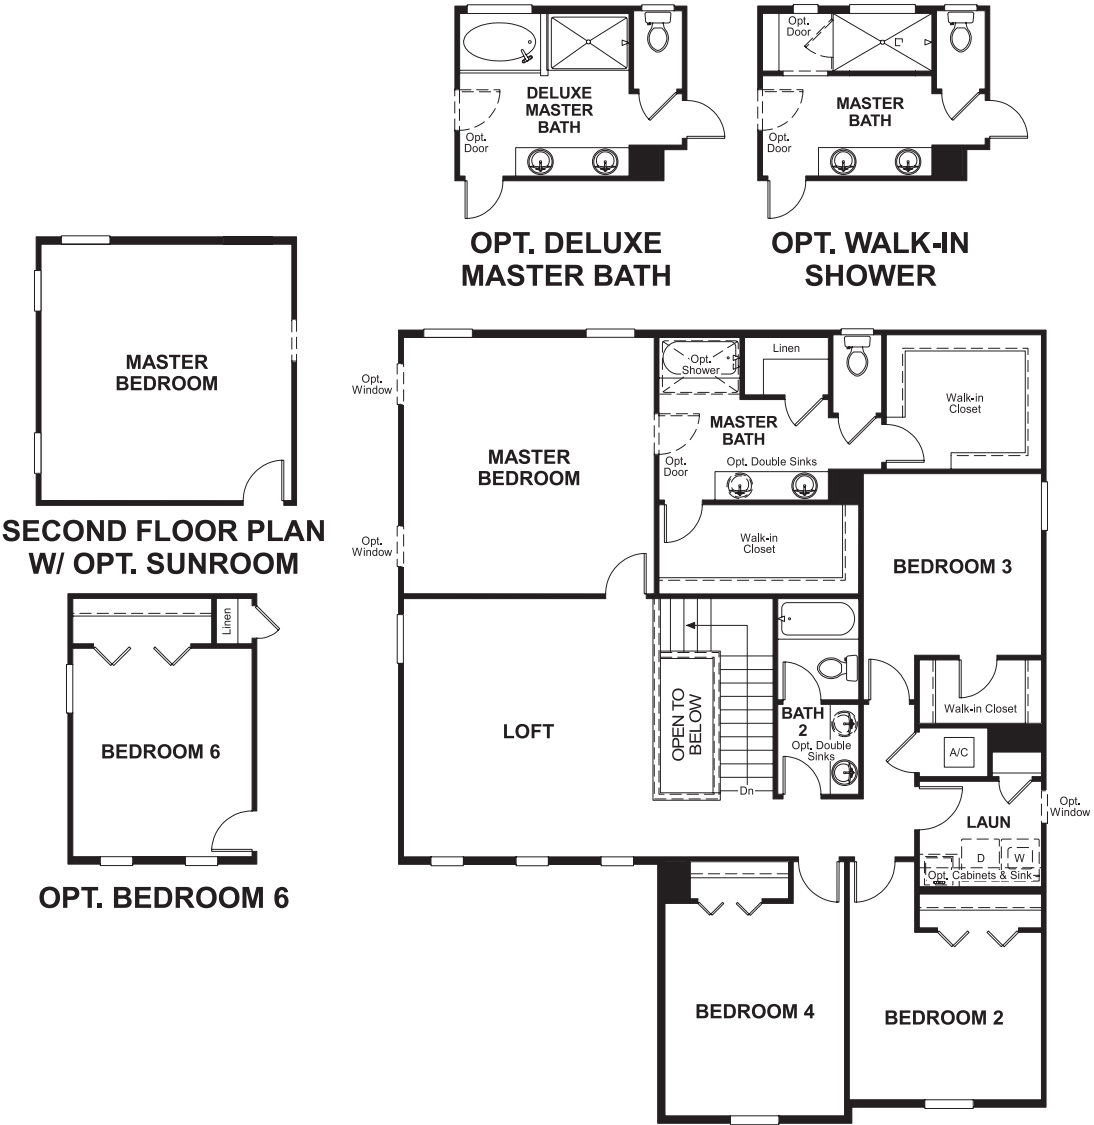 Opt.
Door
DELUXE
MASTER
BATH
Opt.
Door
OPT. DELUXE
MASTER BATH
Opt.
Door
MASTER
BATH
Opt.
Door
OPT. WALK-IN
SHOWER
MASTER
BEDROOM
SECOND FLOOR PLAN
W/ OPT. SUNROOM
Linen
BEDROOM 6
OPT. BEDROOM 6
Opt.
Window
Opt.
Window
MASTER
BEDROOM
Opt.
Shower
Linen
MASTER
BATH
Opt.
Door
Opt. Double Sinks
Walk-in
Closet
Walk-in
Closet
BEDROOM 3
Walk-in Closet
LOFT
OPEN TO
BELOW
Dn
BATH
2
Opt. Double
Sinks
A/C
LAUN
Opt.
Window
D
W
Opt. Cabinets & Sink
BEDROOM 4
BEDROOM 2